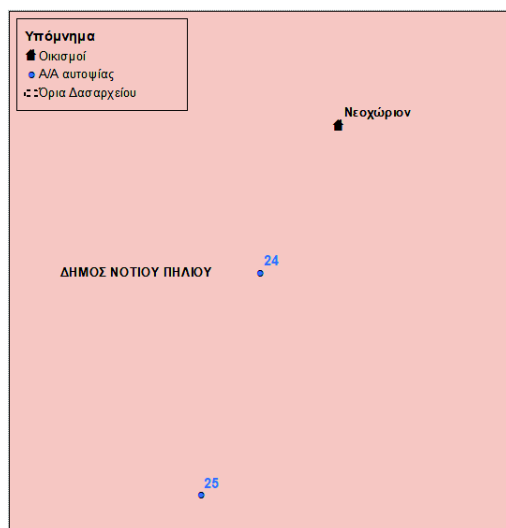 Υπόμνημα
Οικισμοί
Α/Α αυτοψίας
Όρια Δασαρχείου
Νεοχώριον
24
ΔΗΜΟΣ ΝΟΤΙΟΥ ΠΗΛΙΟΥ
25